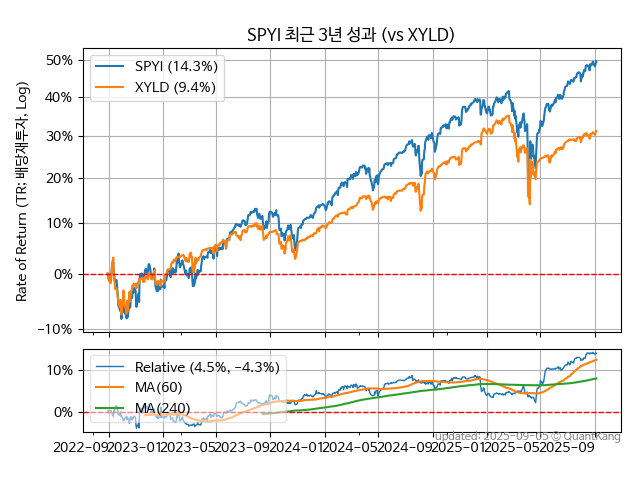 SPYI 최근 3년 성과 (vs XYLD)
Rate of Return (TR; 배당재투자, Log)
50%
40%
30%
20%
10%
0%
−10%
SPYI (14.3%)
XYLD (9.4%)
10%
0%
Relative (4.5%, −4.3%)
MA(60)
MA(240)
2022-09
2023-01
2023-05
2023-09
2024-01
2024-05
2024-09
2025-01
2025-05
2025-09
updated: 2025-09-05 © QuantKang